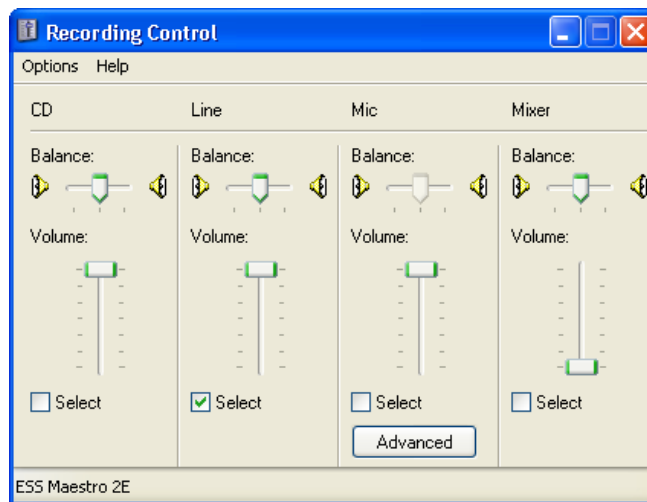 Recording Control
Options Help
CD Line Mic Mixer
Balance: Balance: Balance: Balance:
Volume: Volume: Volume: Volume:
Select Select Select Select
Advanced
ESS Maestro 2E